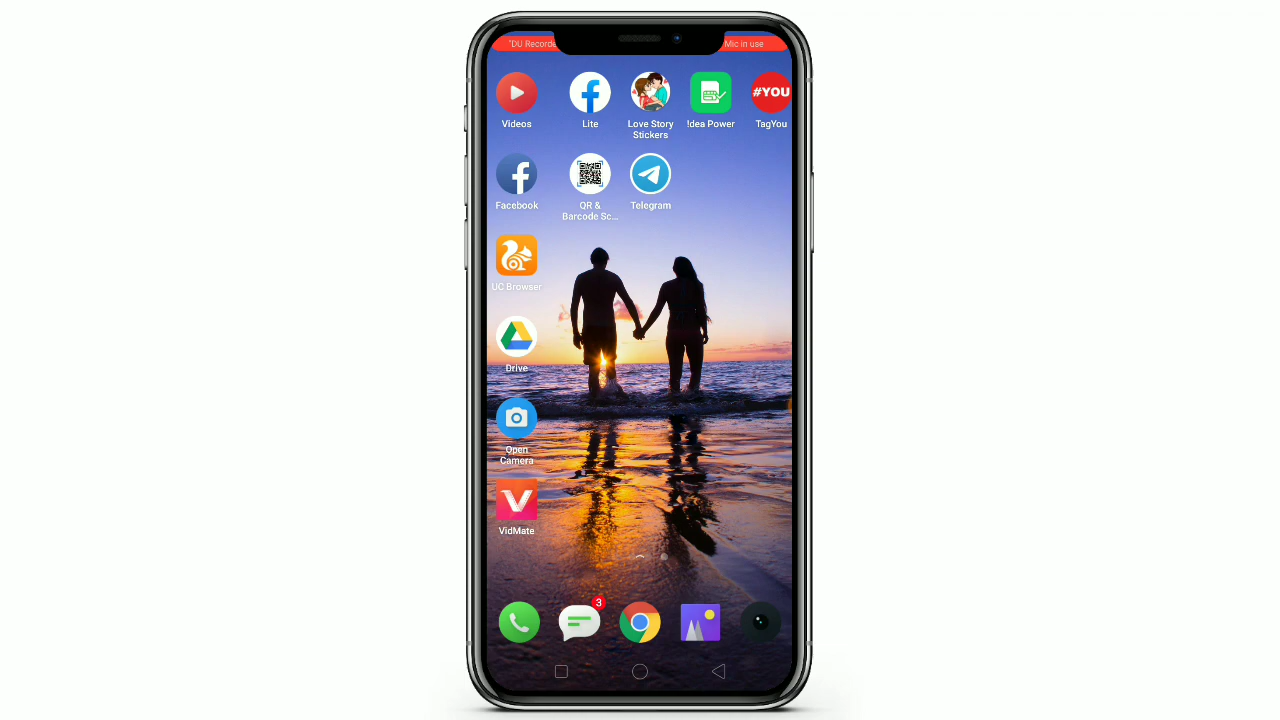 "DU Recorde
Mic in use
#YOU
Videos
Lite
Love Story
Stickers
!dea Power
TagYou
Facebook
QR &
Barcode Sc...
Telegram
UC Browser
Drive
Open
Camera
VidMate
3